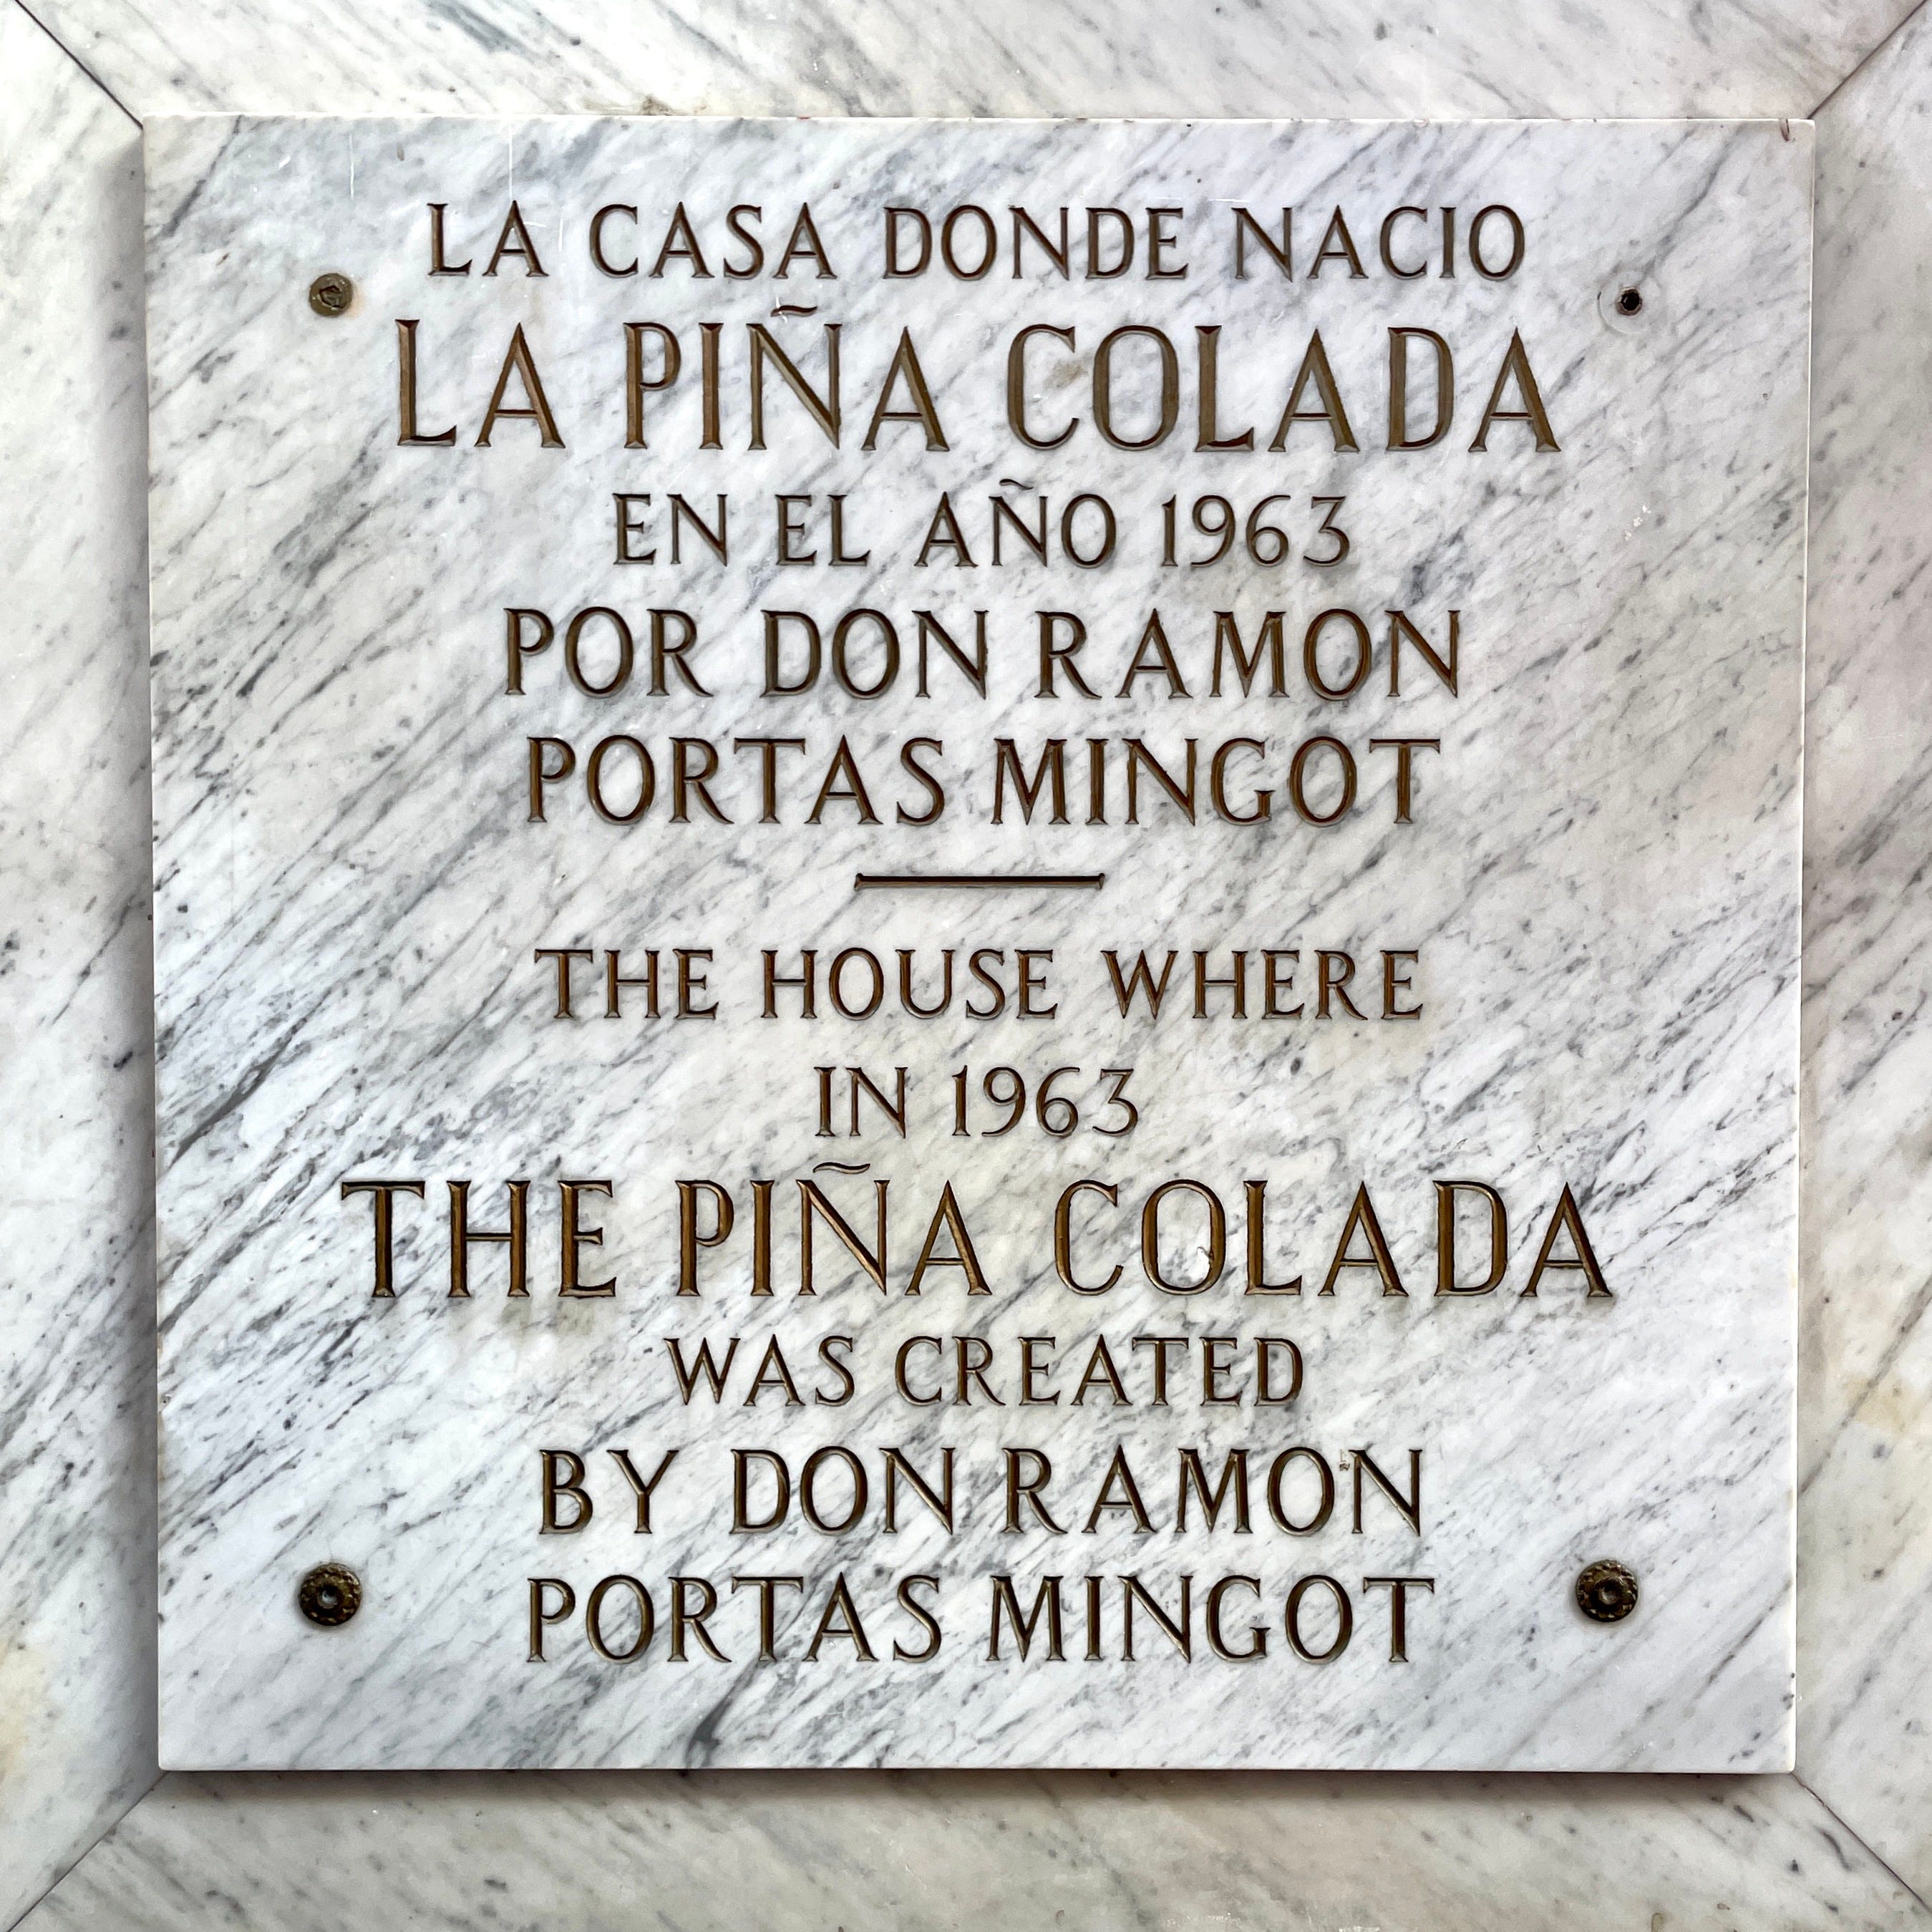 LA CASA DONDE NACIO
LA PIÑA COLADA
EN EL AÑO 1963
POR DON RAMON
PORTAS MINGOT
THE HOUSE WHERE
IN 1963
THE PIÑA COLADA
WAS CREATED
BY DON RAMON
PORTAS MINGOT